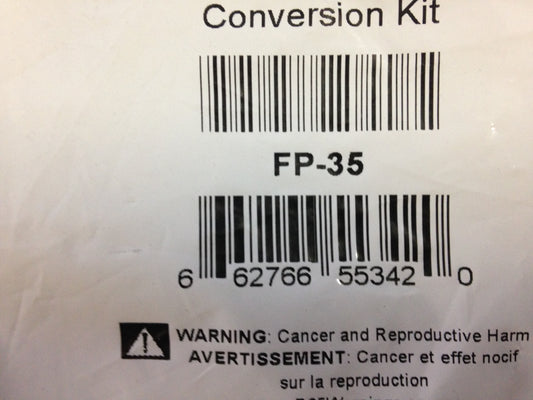 Conversion Kit
FP-35
6 62766 55342 0
WARNING: Cancer and Reproductive Harm
AVERTISSEMENT: Cancer et effet nocif
sur la reproduction